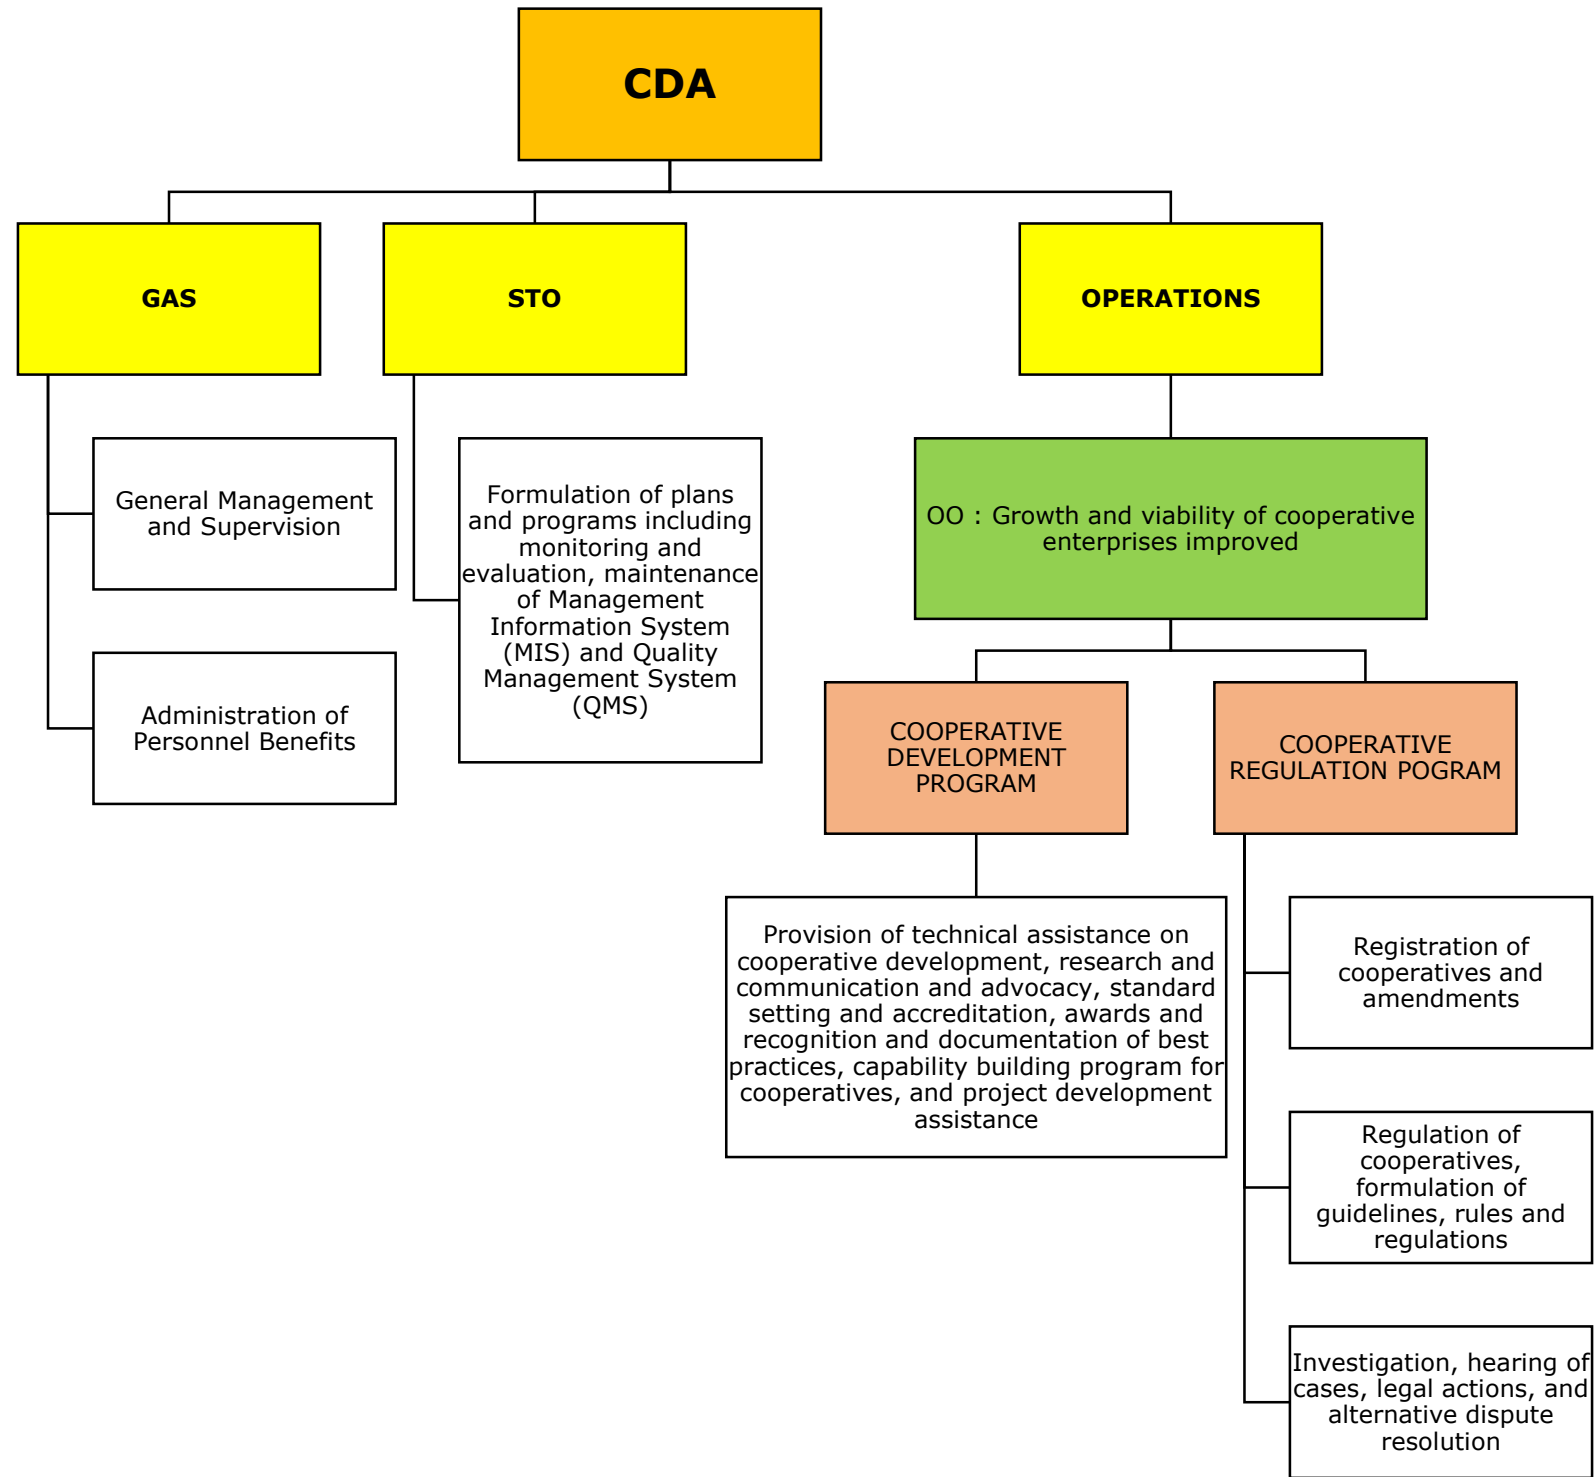 CDA
GAS
STO
OPERATIONS
General Management
and Supervision
Administration of
Personnel Benefits
Formulation of plans
and programs including
monitoring and
evaluation, maintenance
of Management
Information System
(MIS) and Quality
Management System
(QMS)
OO : Growth and viability of cooperative
enterprises improved
COOPERATIVE
DEVELOPMENT
PROGRAM
Provision of technical assistance on
cooperative development, research and
communication and advocacy, standard
setting and accreditation, awards and
recognition and documentation of best
practices, capability building program for
cooperatives, and project development
assistance
COOPERATIVE
REGULATION POGRAM
Registration of
cooperatives and
amendments
Regulation of
cooperatives,
formulation of
guidelines, rules and
regulations
Investigation, hearing of
cases, legal actions, and
alternative dispute
resolution